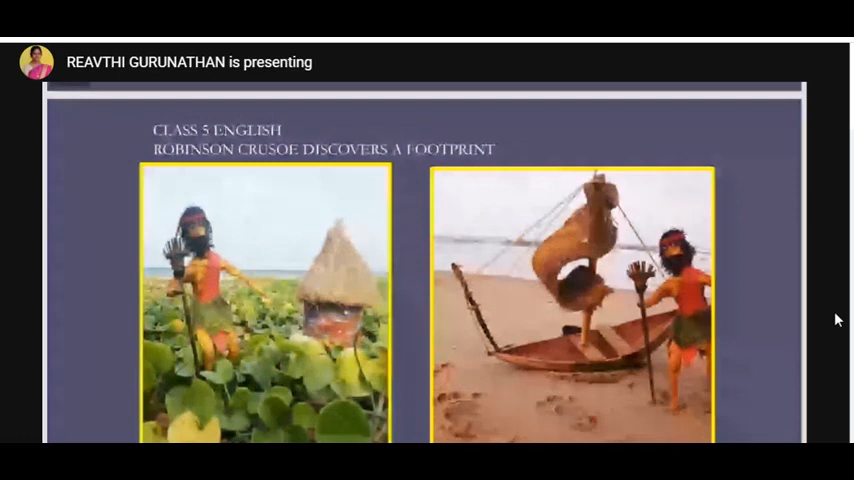 REAVTHI GURUNATHAN is presenting
CLASS 5 ENGLISH
ROBINSON CRUSOE DISCOVERS A FOOTPRINT